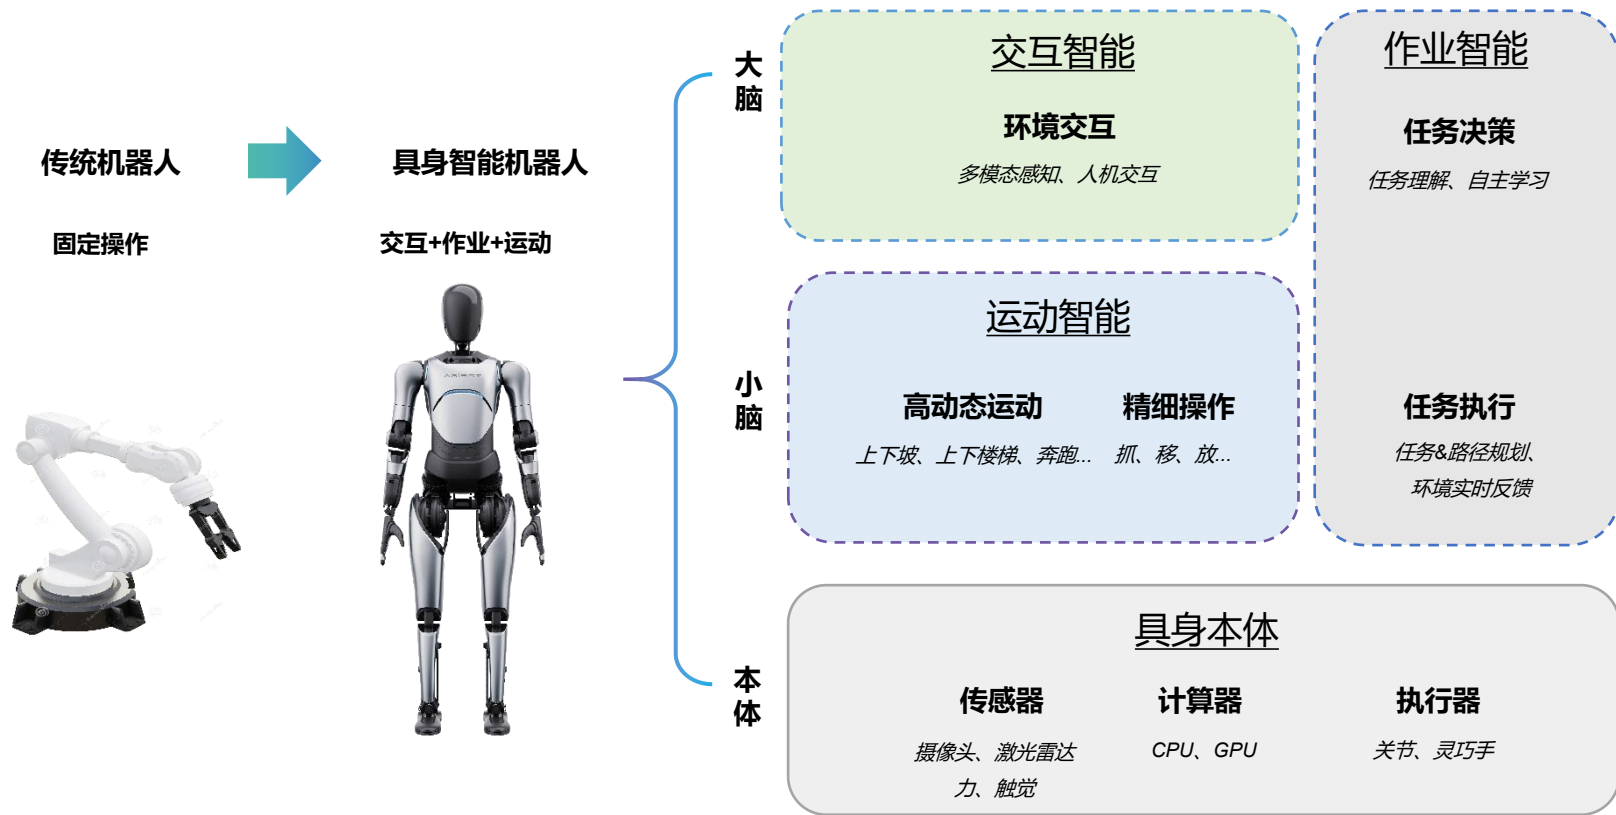 传统机器人
固定操作
具身智能机器人
交互+作业+运动
大脑
交互智能
环境交互
多模态感知、人机交互
作业智能
任务决策
任务理解、自主学习
小脑
运动智能
高动态运动
上下坡、上下楼梯、奔跑...
精细操作
抓、移、放...
任务执行
任务&路径规划、
环境实时反馈
本体
具身本体
传感器
摄像头、激光雷达
力、触觉
计算器
CPU、GPU
执行器
关节、灵巧手